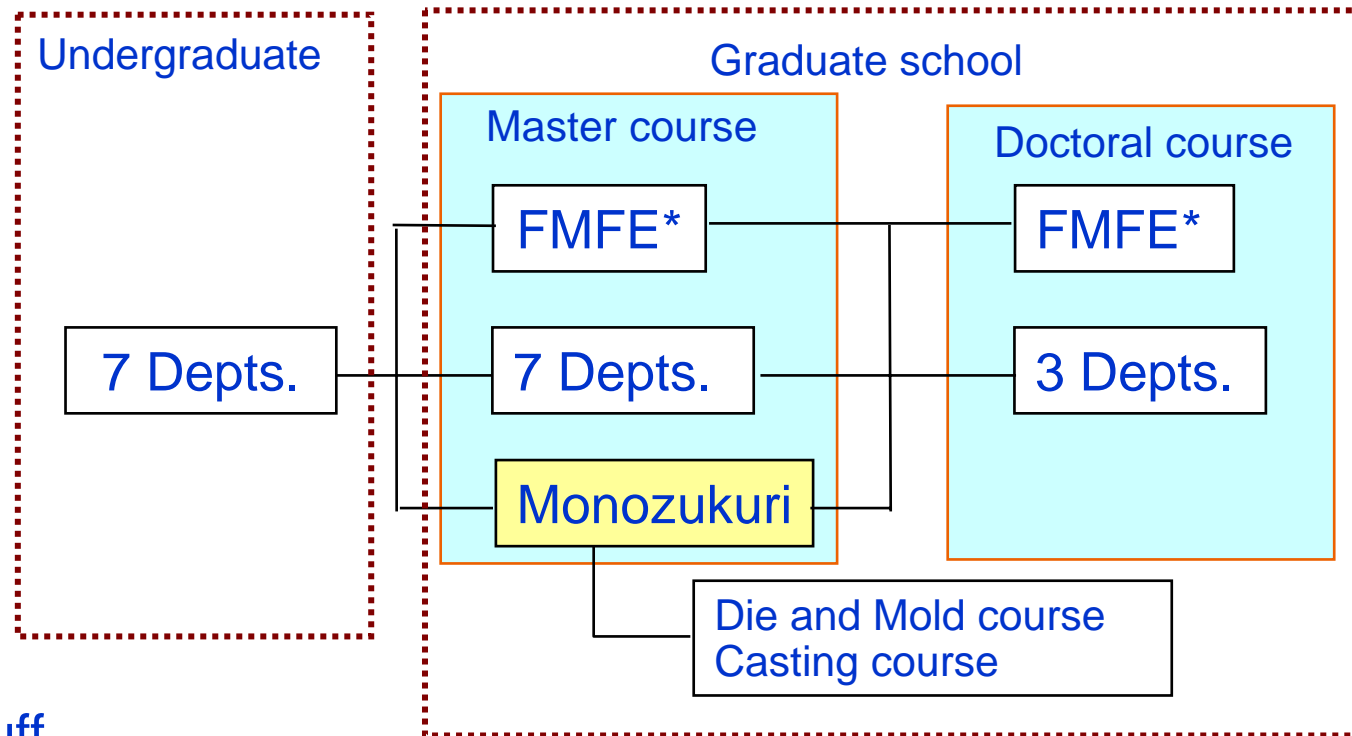 Undergraduate
Graduate school
Master course
Doctoral course
FMFE*
FMFE*
7 Depts.
7 Depts.
3 Depts.
Monozukuri
Die and Mold course
Casting course